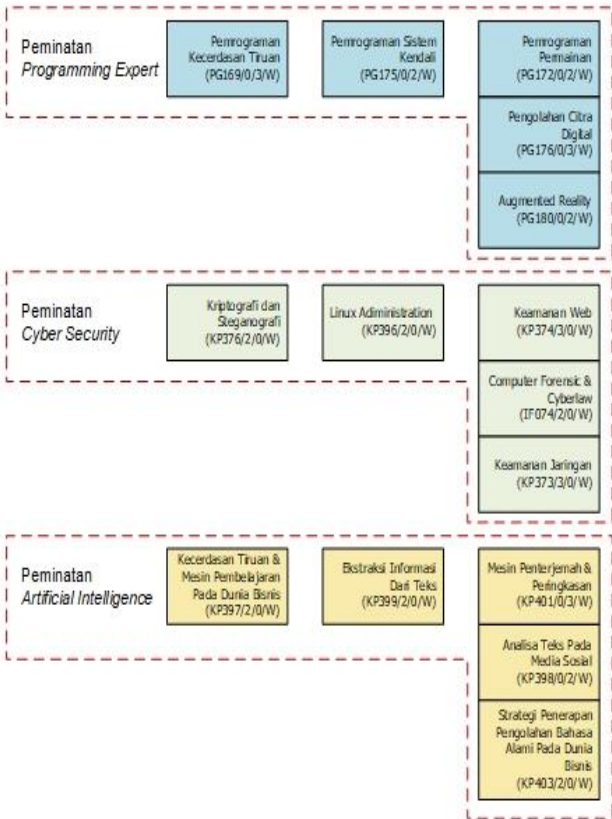 Peminatan
Programming Expert
Pemrograman
Kecerdasan Tiruan
(PG169/0/3/W)
Pemrograman Sistem
Kendali
(PG175/0/2/W)
Pemrograman
Permainan
(PG172/0/2/W)
Pengolahan Citra
Digital
(PG176/0/3/W)
Augmented Reality
(PG180/0/2/W)
Peminatan
Cyber Security
Kriptografi dan
Steganografi
(KP376/2/0/W)
Linux Adiministration
(KP396/2/0/W)
Keamanan Web
(KP374/3/0/W)
Computer Forensic &
Cyberlaw
(IF074/2/0/W)
Keamanan Jaringan
(KP373/3/0/W)
Peminatan
Artificial Intelligence
Kecerdasan Tiruan &
Mesin Pembelajaran
Pada Dunia Bisnis
(KP397/2/0/W)
Ekstraksi Informasi
Dari Teks
(KP399/2/0/W)
Mesin Penterjemah &
Peringkasan
(KP401/0/3/W)
Analisa Teks Pada
Media Sosial
(KP398/0/2/W)
Strategi Penerapan
Pengolahan Bahasa
Alami Pada Dunia
Bisnis
(KP403/2/0/W)